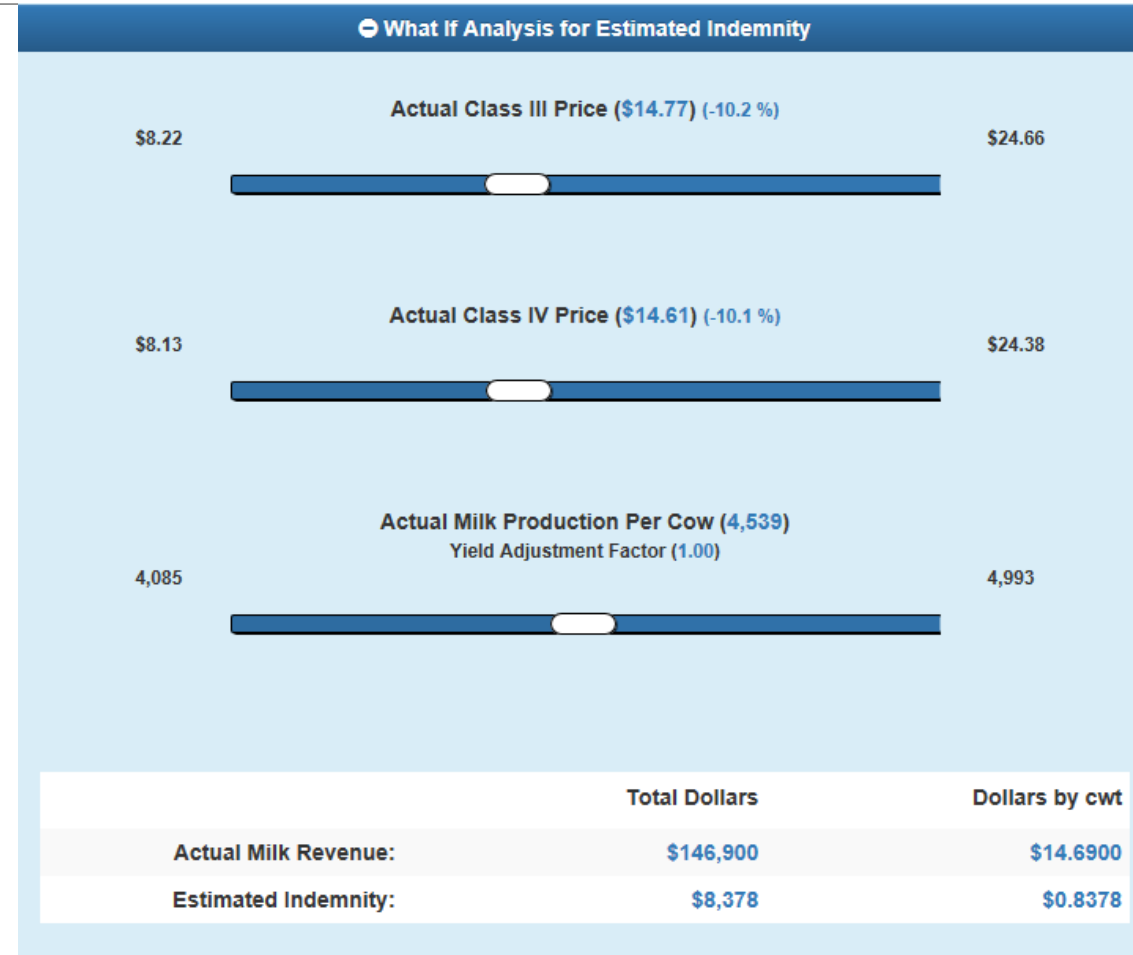 What If Analysis for Estimated Indemnity
Actual Class III Price ($14.77) (-10.2 %)
$8.22 $24.66
Actual Class IV Price ($14.61) (-10.1 %)
$8.13 $24.38
Actual Milk Production Per Cow (4,539)
Yield Adjustment Factor (1.00)
4,085 4,993
Total Dollars Dollars by cwt
Actual Milk Revenue: $146,900 $14.6900
Estimated Indemnity: $8,378 $0.8378